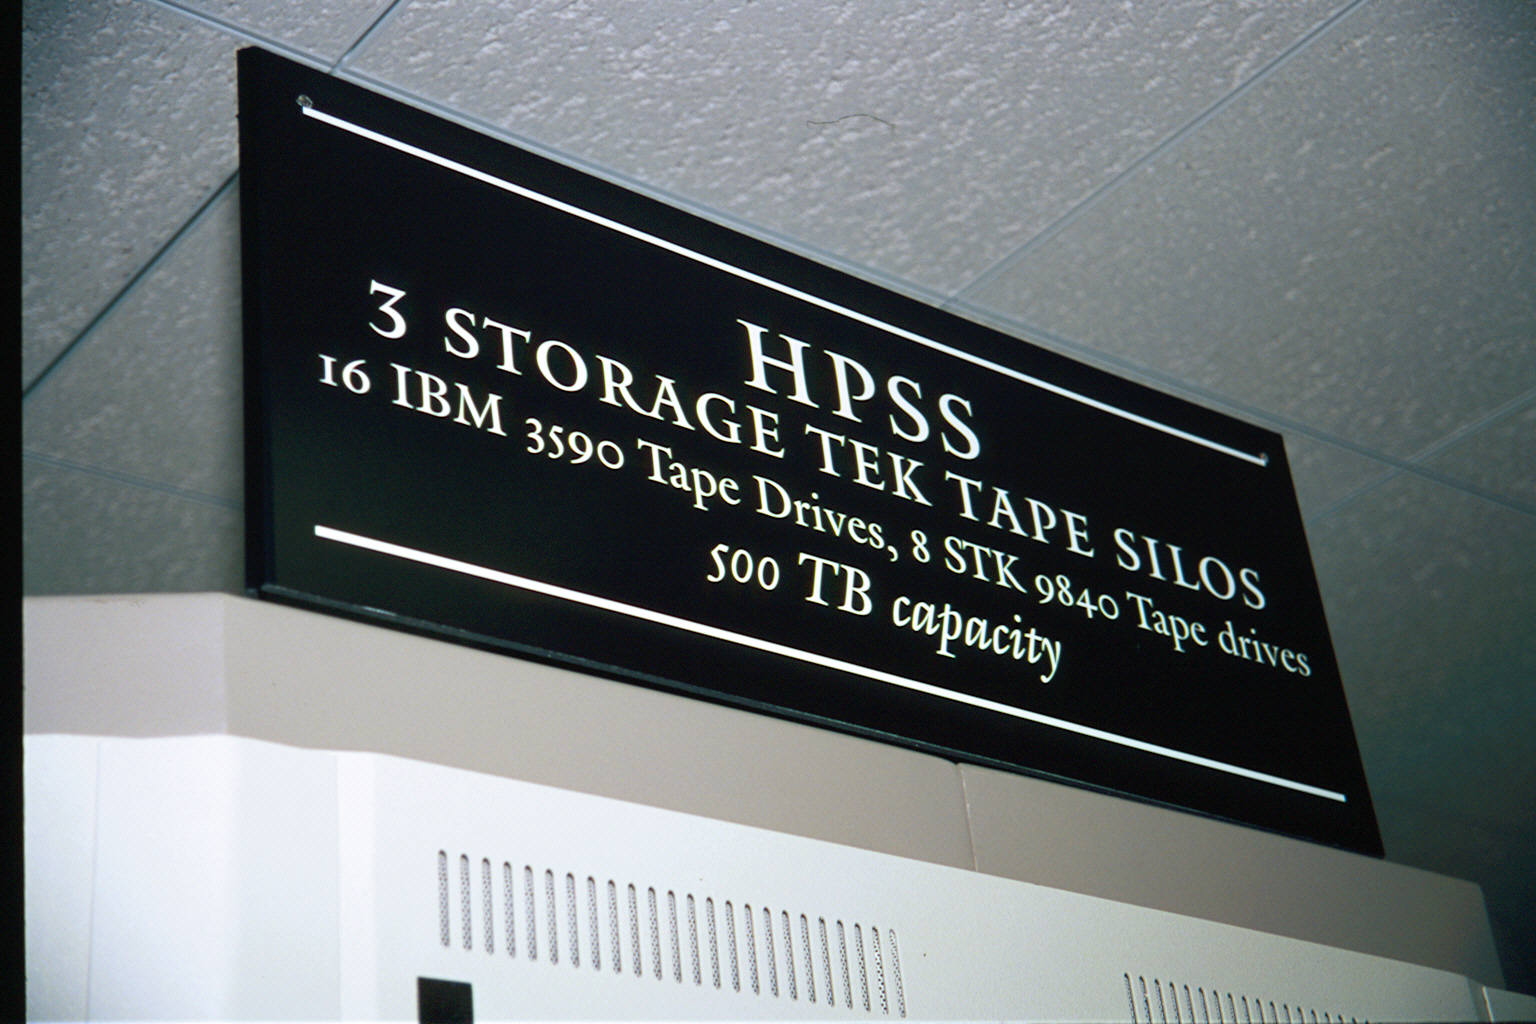 HPSS
3 STORAGE TEK TAPE SILOS
16 IBM 3590 Tape Drives, 8 STK 9840 Tape drives
500 TB capacity